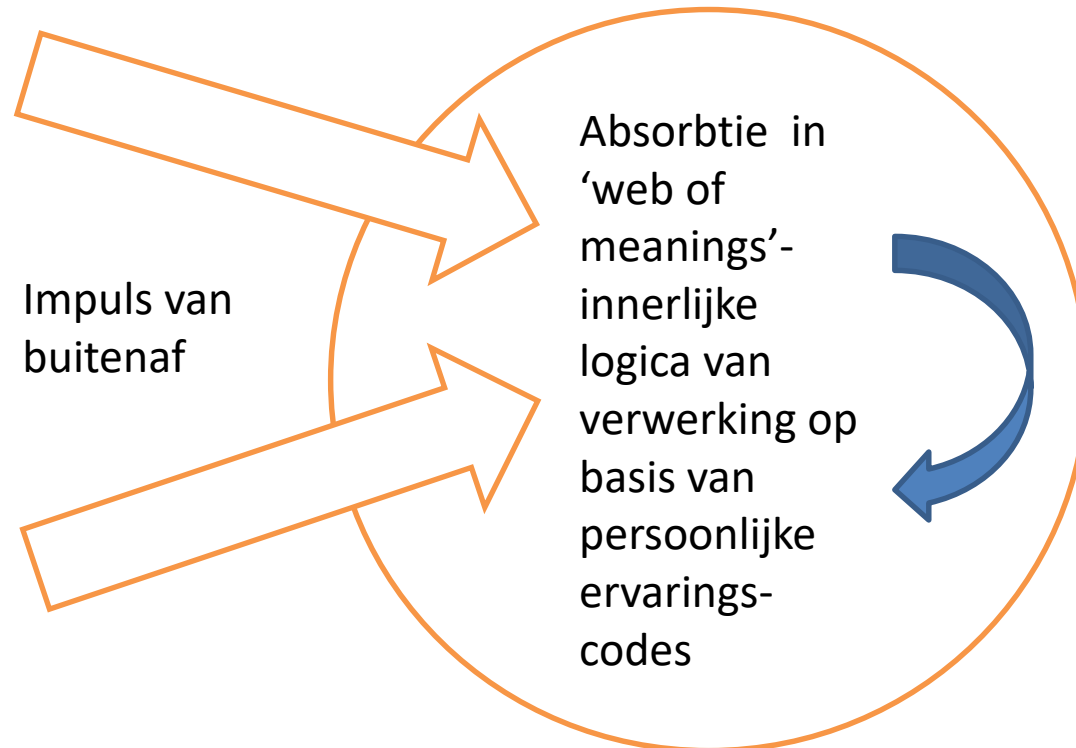 Impuls van
buitenaf
Absorbtie in
‘web of
meanings’-
innerlijke
logica van
verwerking op
basis van
persoonlijke
ervarings-
codes